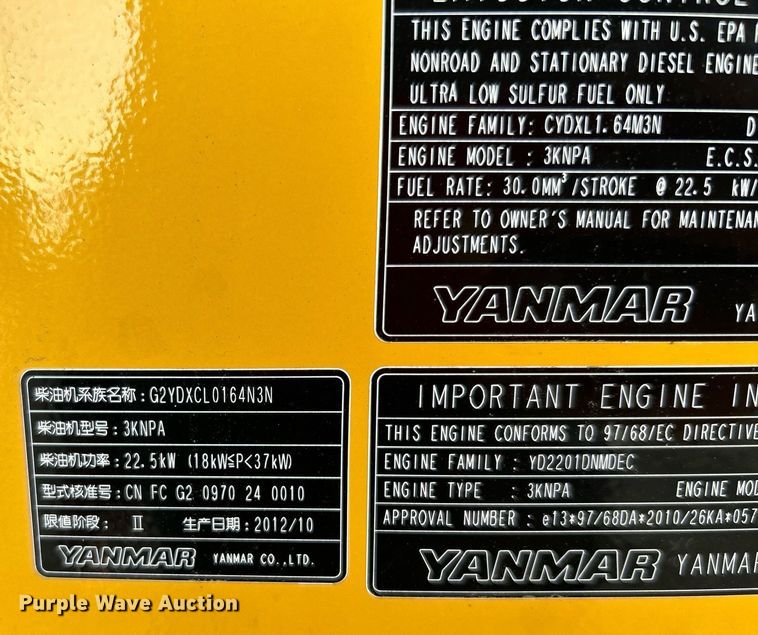 THIS ENGINE COMPLIES WITH U.S. EPA
NONROAD AND STATIONARY DIESEL ENGINE
ULTRA LOW SULFUR FUEL ONLY
ENGINE FAMILY: CYDXL1.64M3N D
ENGINE MODEL : 3KNPA E.C.S.
FUEL RATE: 30.0MM³/STROKE @ 22.5 kW/
REFER TO OWNER'S MANUAL FOR MAINTENAN
ADJUSTMENTS.
YANMAR YA
柴油机系族名称:G2YDXCL0164N3N
柴油机型号:3KNPA
柴油机功率:22.5kW (18kW≦P<37kW)
型式核准号:CN FC G2 0970 24 0010
限值阶段: Ⅱ 生产日期:2012/10
YANMAR YANMAR CO.,LTD.
IMPORTANT ENGINE IN
THIS ENGINE CONFORMS TO 97/68/EC DIRECTIVE
ENGINE FAMILY : YD2201DNMDEC
ENGINE TYPE : 3KNPA ENGINE MOD
APPROVAL NUMBER : e13*97/68DA*2010/26KA*057
YANMAR YANMAR
Purple Wave Auction